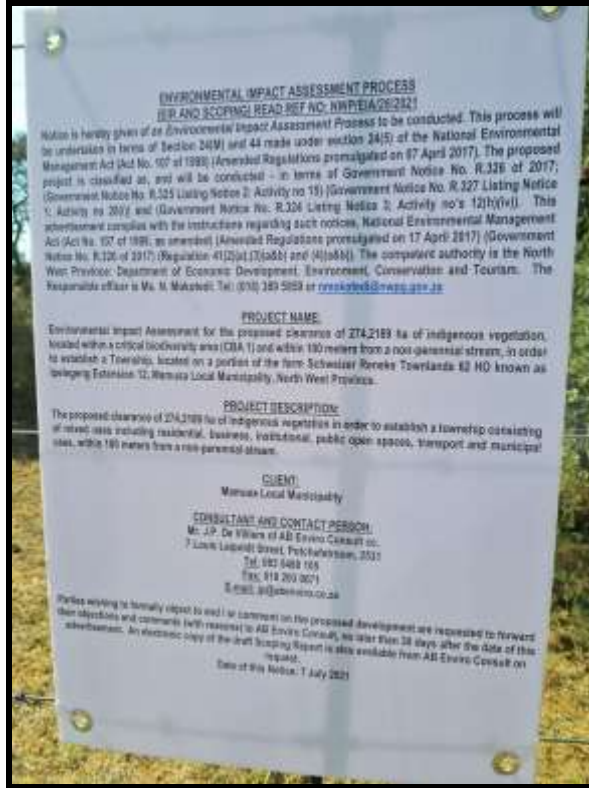 ENVIRONMENTAL IMPACT ASSESSMENT PROCESS
(EIR AND SCOPING) READ REF NO: NWP/EIA/26/2021
Notice is hereby given of an Environmental Impact Assessment Process to be conducted. This process will
be undertaken in terms of Section 24(M) and 44 made under section 24(5) of the National Environmental
Management Act (Act No. 107 of 1998) (Amended Regulations promulgated on 07 April 2017). The proposed
project is classified as, and will be conducted - in terms of Government Notice No. R.326 of 2017;
(Government Notice No. R.325 Listing Notice 2: Activity no 15) (Government Notice No. R.327 Listing Notice
1: Activity no and (Government Notice No. R.324 Listing Notice 3: Activity no's This
advertisement complies with the instructions regarding such notices, National Environmental Management
Act (Act No. 107 of 1998, as amended) (Amended Regulations promulgated on 17 April 2017) (Government
Notice No. R.326 of 2017) (Regulation The competent authority is the North
West Province: Department of Economic Development, Environment, Conservation and Tourism. The
Responsible officer is Ms. N. Mokotedi; Tel: (018) 389 5959 or
PROJECT NAME:
Environmental Impact Assessment for the proposed clearance of 274,2189 ha of indigenous vegetation,
located within a critical biodiversity area (CBA 1) and within 100 meters from a non-perennial stream, in order
to establish a Township, located on a portion of the farm Schweizer Reneke Townlands 62 HO known as
Ipelegeng Extension 12, Mamusa Local Municipality, North West Province.
PROJECT DESCRIPTION:
The proposed clearance of 274,2189 ha of indigenous vegetation in order to establish a township consisting
of mixed uses including residential, business, institutional, public open spaces, transport and municipal
uses, within 100 meters from a non-perennial stream.
CLIENT:
Mamusa Local Municipality
CONSULTANT AND CONTACT PERSON:
Mr. J.P. De Villiers of AB Enviro Consult cc.
7 Louis Leipoldt Street, Potchefstroom, 2531
Tel:
Fax:
E-mail: jp@abenviro.co.za
Parties wishing to formally object to and / or comment on the proposed development are requested to forward
their objections and comments (with reasons) to AB Enviro Consult, no later than 30 days after the date of this
advertisement. An electronic copy of the draft Scoping Report is also available from AB Enviro Consult on
request.
Date of this Notice: 7 July 2021